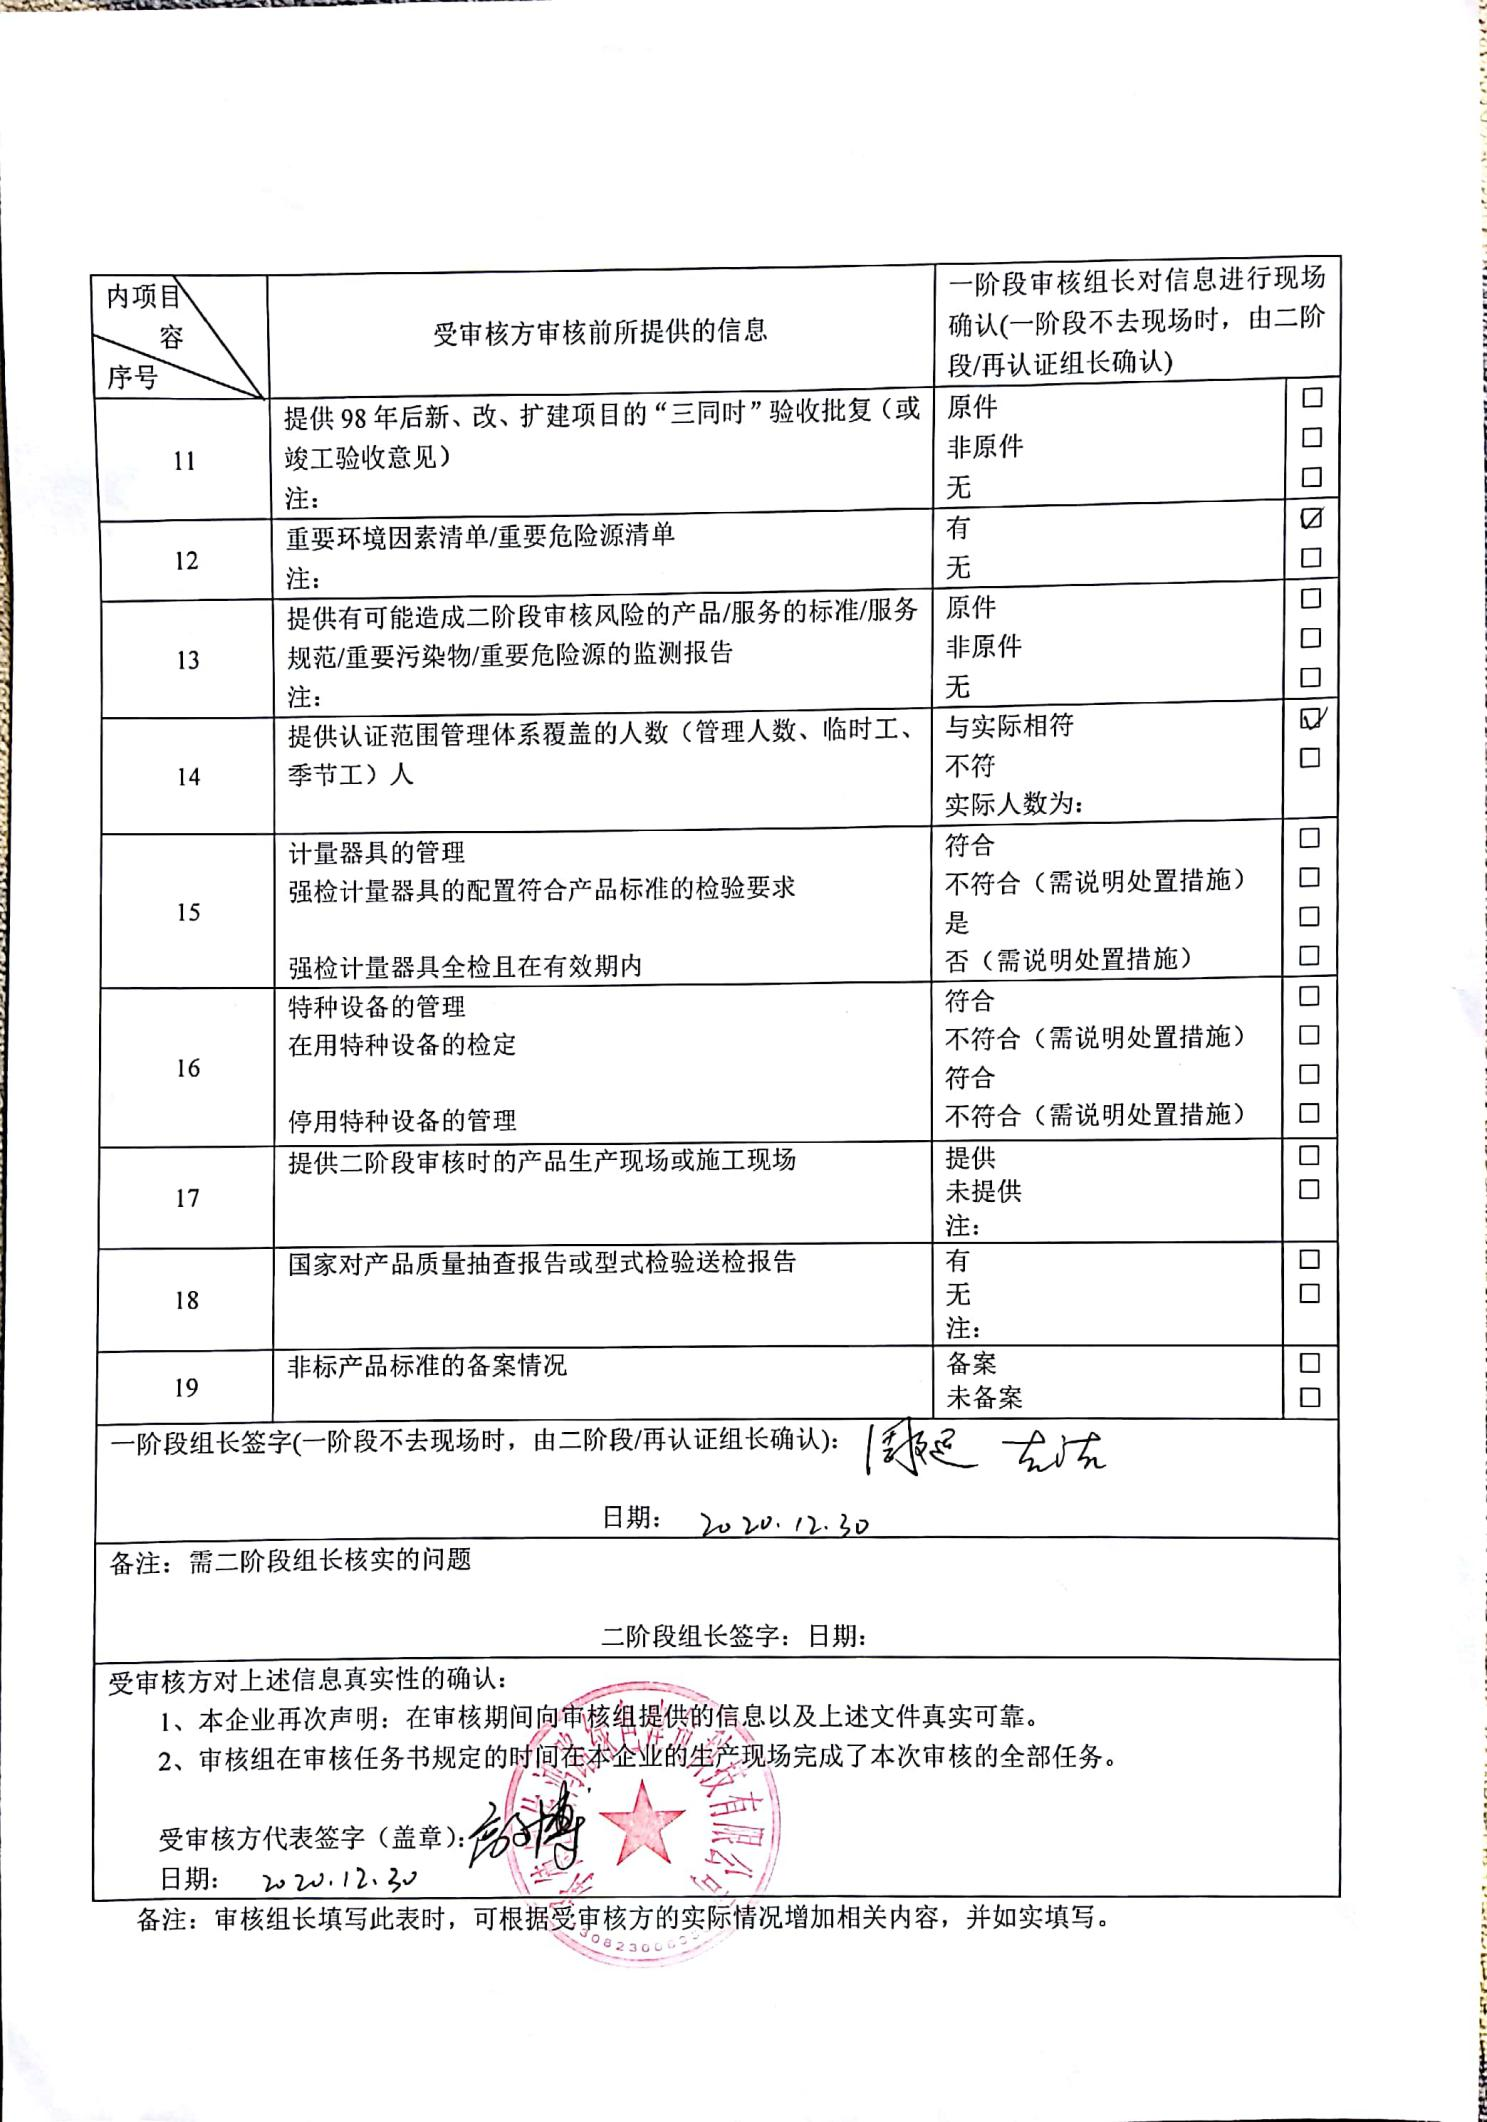 内项目
容
序号
受审核方审核前所提供的信息
一阶段审核组长对信息进行现场
确认(一阶段不去现场时，由二阶
段/再认证组长确认)
11
提供 98 年后新、改、扩建项目的“三同时”验收批复（或
竣工验收意见）
注：
原件 □
非原件 □
无 □
12
重要环境因素清单/重要危险源清单
注：
有 ☑
无 □
13
提供有可能造成二阶段审核风险的产品/服务的标准/服务
规范/重要污染物/重要危险源的监测报告
注：
原件 □
非原件 □
无 □
14
提供认证范围管理体系覆盖的人数（管理人数、临时工、
季节工）人
与实际相符 ☑
不符 □
实际人数为：
15
计量器具的管理
强检计量器具的配置符合产品标准的检验要求
强检计量器具全检且在有效期内
符合 □
不符合（需说明处置措施） □
是 □
否（需说明处置措施） □
16
特种设备的管理
在用特种设备的检定
停用特种设备的管理
符合 □
不符合（需说明处置措施） □
符合 □
不符合（需说明处置措施） □
17
提供二阶段审核时的产品生产现场或施工现场
提供 □
未提供 □
注：
18
国家对产品质量抽查报告或型式检验送检报告
有 □
无 □
注：
19
非标产品标准的备案情况
备案 □
未备案 □
一阶段组长签字(一阶段不去现场时，由二阶段/再认证组长确认)：
日期： 2020.12.30
备注：需二阶段组长核实的问题
二阶段组长签字：日期：
受审核方对上述信息真实性的确认：
1、本企业再次声明：在审核期间向审核组提供的信息以及上述文件真实可靠。
2、审核组在审核任务书规定的时间在本企业的生产现场完成了本次审核的全部任务。
受审核方代表签字（盖章）：
日期： 2020.12.30
备注：审核组长填写此表时，可根据受审核方的实际情况增加相关内容，并如实填写。